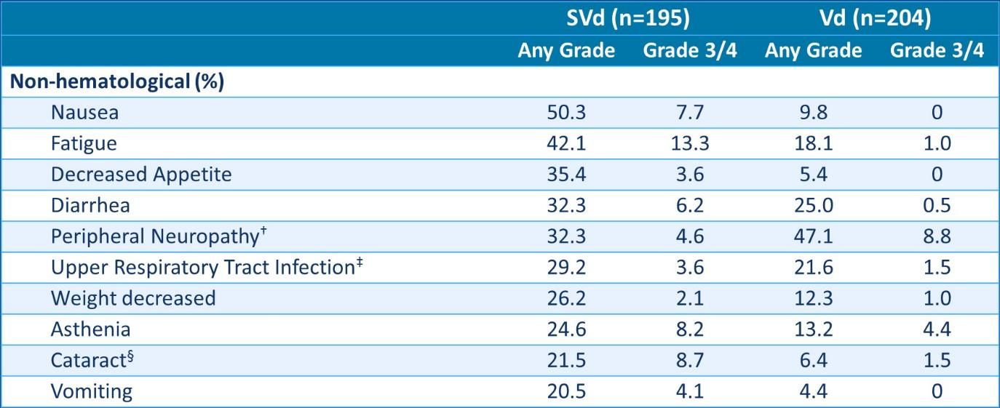 SVd (n=195) Vd (n=204)
Any Grade Grade 3/4 Any Grade Grade 3/4
Non-hematological (%)
Nausea 50.3 7.7 9.8 0
Fatigue 42.1 13.3 18.1 1.0
Decreased Appetite 35.4 3.6 5.4 0
Diarrhea 32.3 6.2 25.0 0.5
Peripheral Neuropathy† 32.3 4.6 47.1 8.8
Upper Respiratory Tract Infection‡ 29.2 3.6 21.6 1.5
Weight decreased 26.2 2.1 12.3 1.0
Asthenia 24.6 8.2 13.2 4.4
Cataract§ 21.5 8.7 6.4 1.5
Vomiting 20.5 4.1 4.4 0